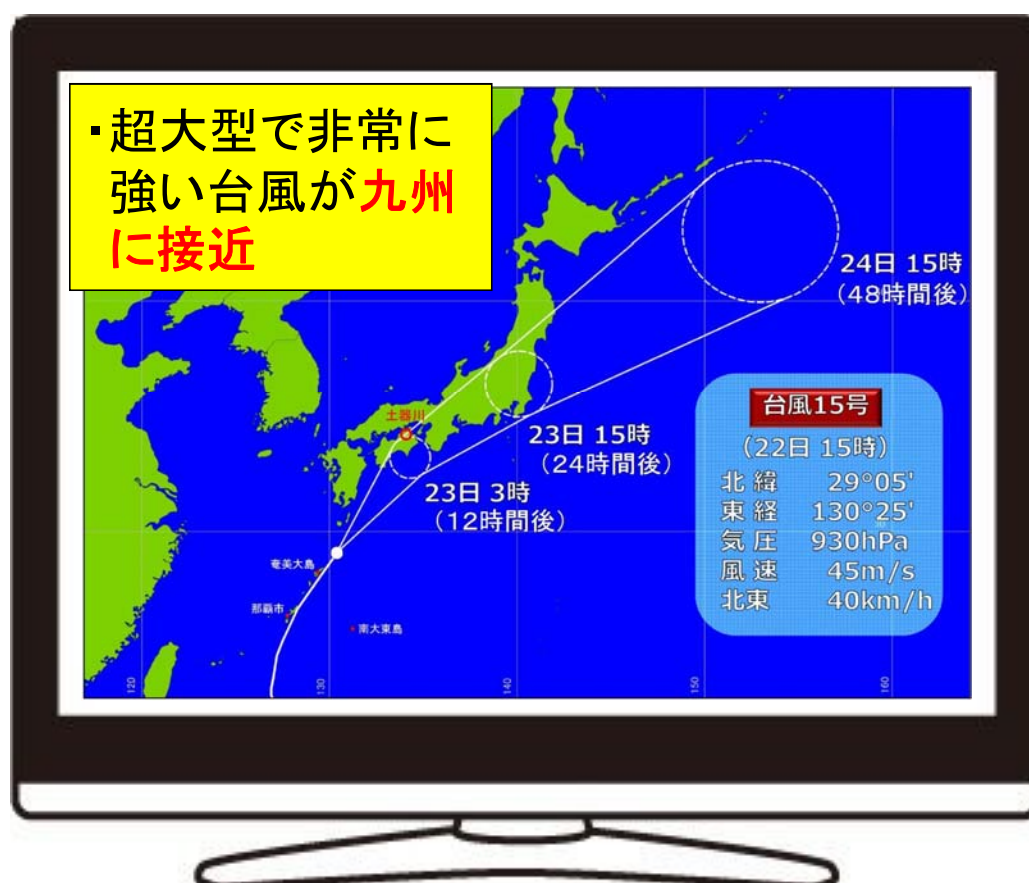 ・超大型で非常に
強い台風が九州
に接近
24日 15時
（48時間後）
土器川
23日 15時
（24時間後）
23日 3時
（12時間後）
奄美大島
那覇市
南大東島
台風15号
（22日 15時）
北緯 29°05'
東経 130°25'
気圧 930hPa
風速 45m/s
北東 40km/h
120 130 140 150 160